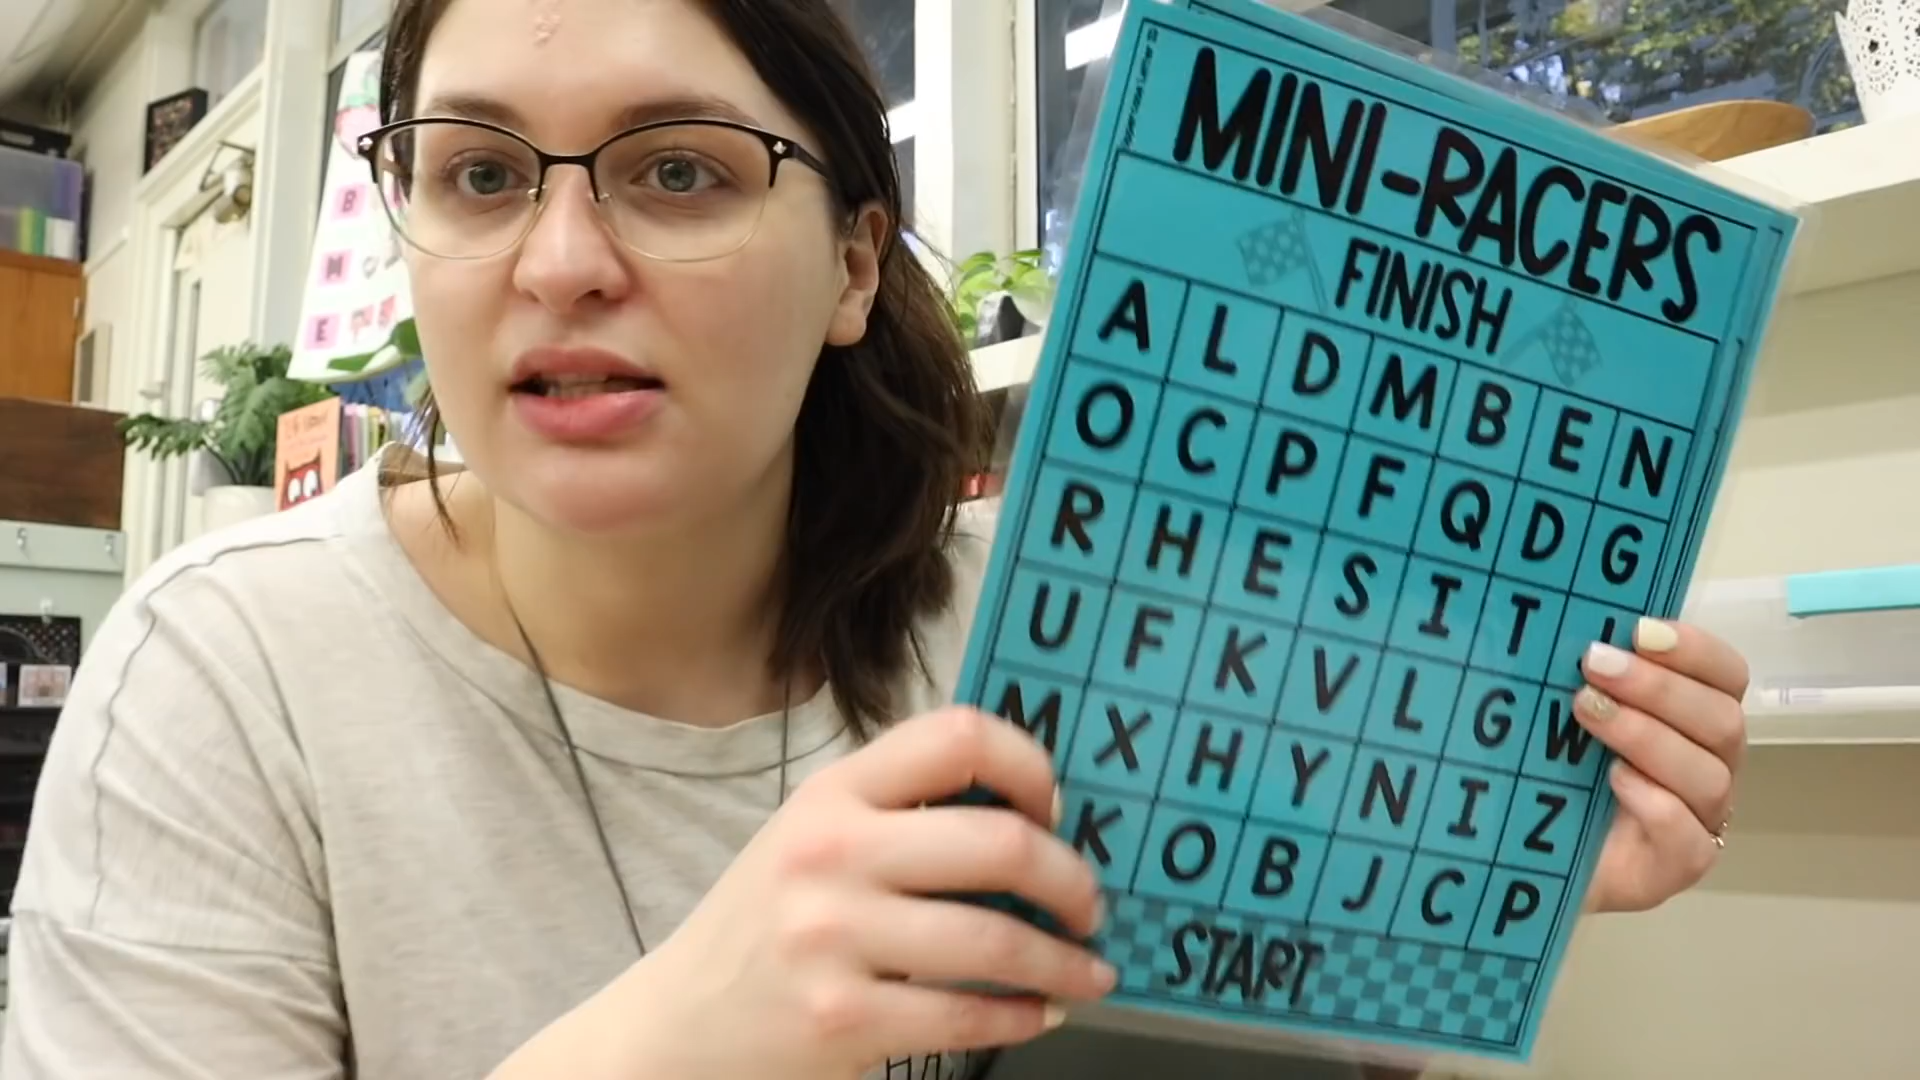 MINI-RACERS
FINISH
A L D M B E N
O C P F Q D G
R H E S I T J
U F K V L G W
M X H Y N I Z
K O B J C P
START
B
M
E